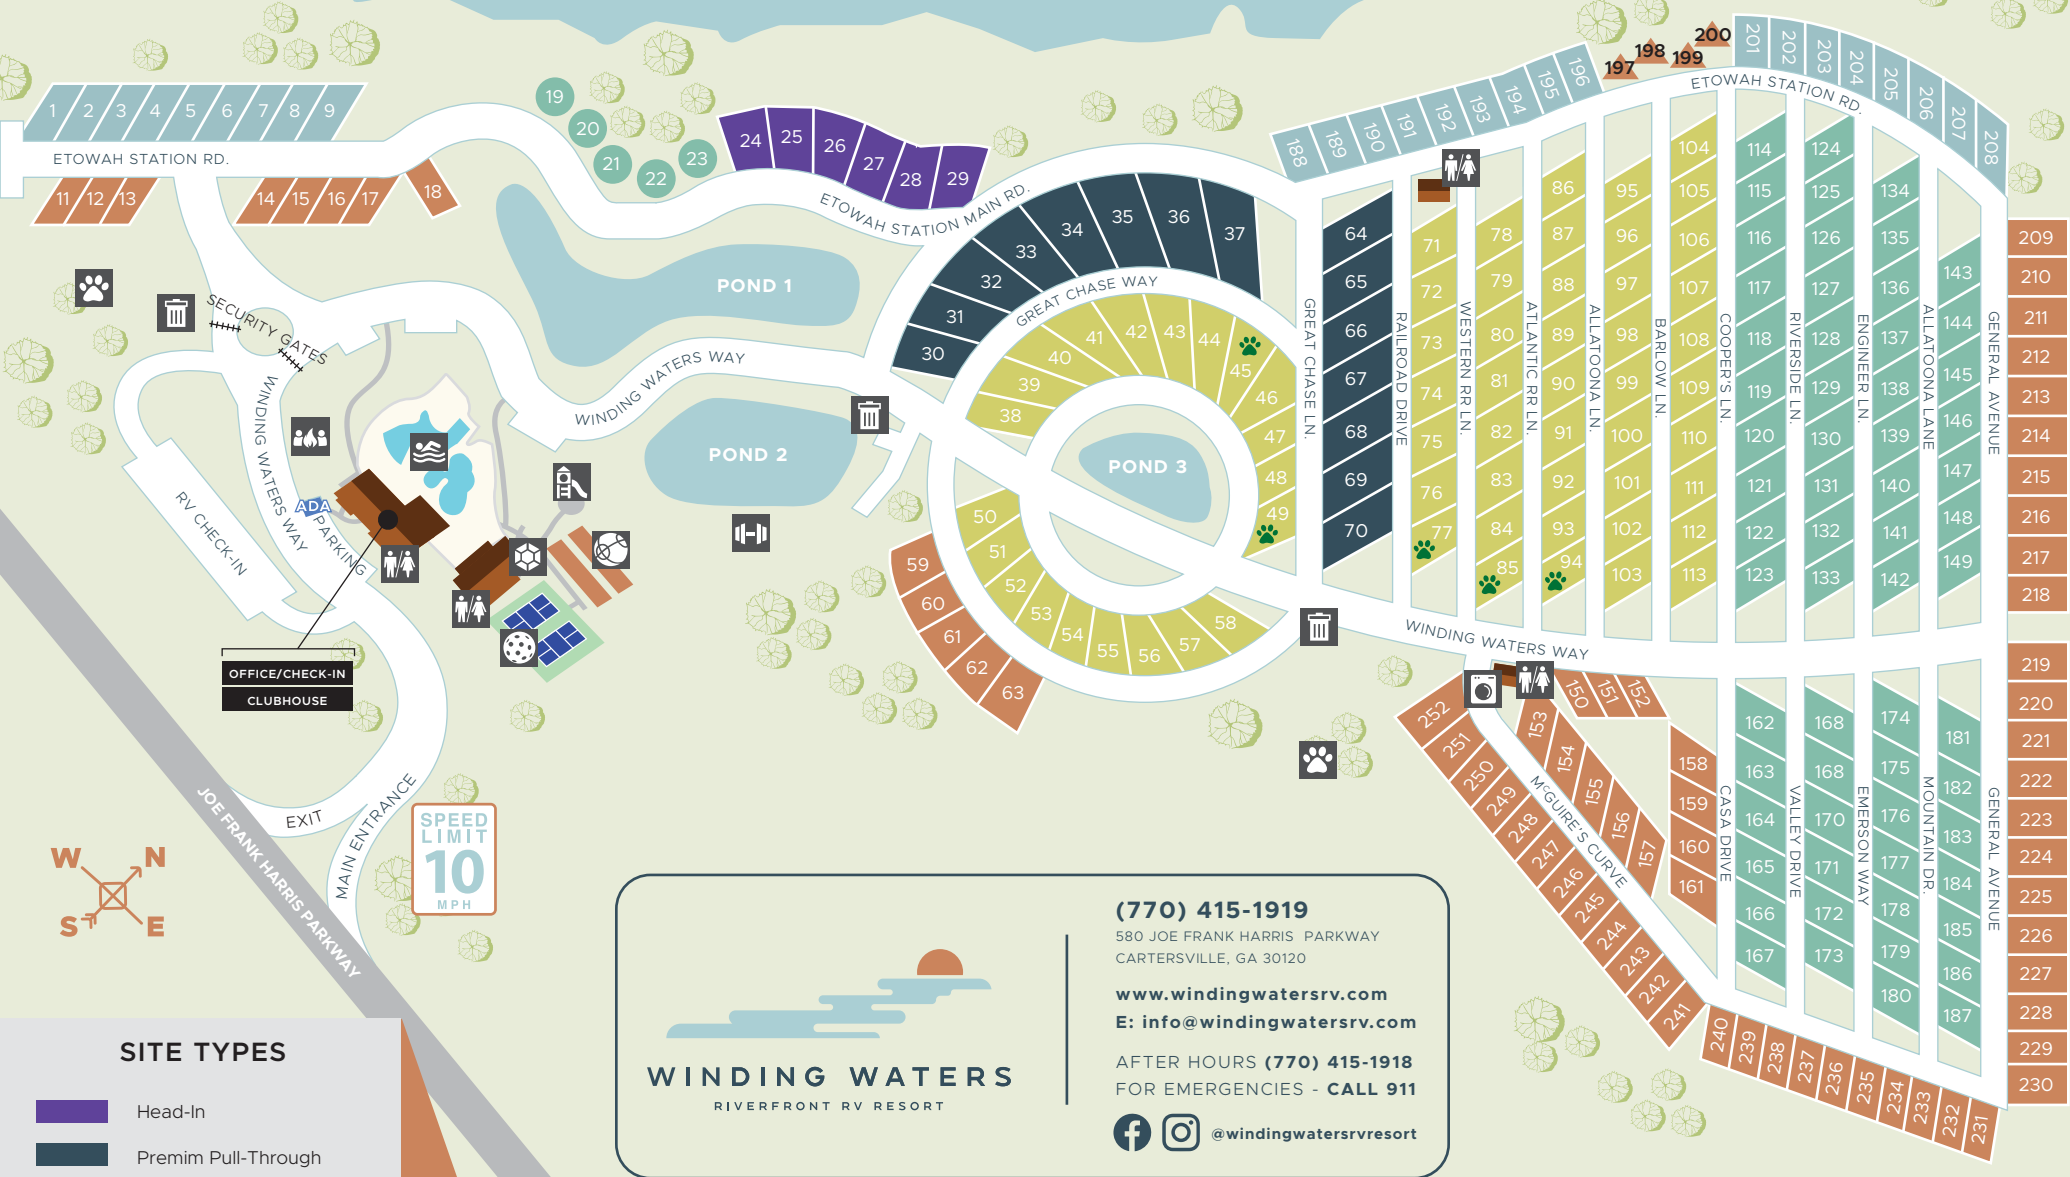 1 2 3 4 5 6 7 8 9
ETOWAH STATION RD.
11 12 13
14 15 16 17
18
19
20
21
22
23
24 25 26 27 28 29
ETOWAH STATION MAIN RD.
188 189 190 191 192 193 194 195 196
197
198
199
200
ETOWAH STATION RD.
201 202 203 204 205 206 207 208
SECURITY GATES
POND 1
WINDING WATERS WAY
POND 2
POND 3
30 31 32 33 34 35 36 37
GREAT CHASE WAY
38 39 40 41 42 43 44 45 46 47 48 49
50 51 52 53 54 55 56 57 58
59 60 61 62 63
GREAT CHASE LN.
64 65 66 67 68 69 70
RAILROAD DRIVE
71 72 73 74 75 76 77
WESTERN RR LN.
78 79 80 81 82 83 84 85
ATLANTIC RR LN.
86 87 88 89 90 91 92 93 94
ALLATOONA LN.
95 96 97 98 99 100 101 102 103
BARLOW LN.
104 105 106 107 108 109 110 111 112 113
COOPER'S LN.
114 115 116 117 118 119 120 121 122 123
RIVERSIDE LN.
124 125 126 127 128 129 130 131 132 133
ENGINEER LN.
134 135 136 137 138 139 140 141 142
ALLATOONA LANE
143 144 145 146 147 148 149
GENERAL AVENUE
209
210
211
212
213
214
215
216
217
218
219
220
221
222
223
224
225
226
227
228
229
230
WINDING WATERS WAY
150 151 152
153 154 155 156 157
McGUIRE'S CURVE
158 159 160 161
CASA DRIVE
162 163 164 165 166 167
VALLEY DRIVE
168 168 170 171 172 173
EMERSON WAY
174 175 176 177 178 179 180
MOUNTAIN DR.
181 182 183 184 185 186 187
GENERAL AVENUE
252 251 250 249 248 247 246 245 244 243 242 241
240 239 238 237 236 235 234 233 232 231
WINDING WATERS WAY
RV CHECK-IN
ADA
PARKING
OFFICE/CHECK-IN
CLUBHOUSE
EXIT
MAIN ENTRANCE
JOE FRANK HARRIS PARKWAY
SPEED
LIMIT
10
MPH
W N
S E
SITE TYPES
Head-In
Premim Pull-Through
WINDING WATERS
RIVERFRONT RV RESORT
(770) 415-1919
580 JOE FRANK HARRIS PARKWAY
CARTERSVILLE, GA 30120
www.windingwatersrv.com
E: info@windingwatersrv.com
AFTER HOURS (770) 415-1918
FOR EMERGENCIES - CALL 911
@windingwatersrvresort